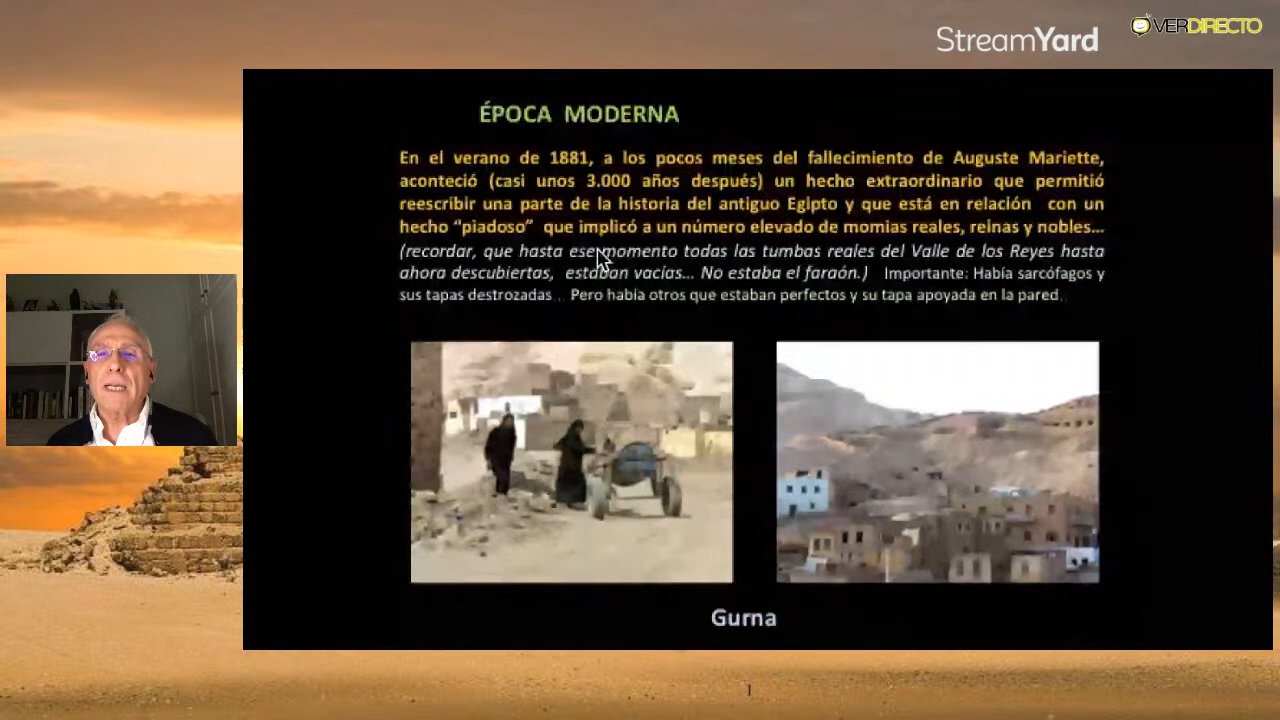 StreamYard
OVERDIRECTO
ÉPOCA MODERNA
En el verano de 1881, a los pocos meses del fallecimiento de Auguste Mariette,
aconteció (casi unos 3.000 años después) un hecho extraordinario que permitió
reescribir una parte de la historia del antiguo Egipto y que está en relación con un
hecho “piadoso” que implicó a un número elevado de momias reales, reinas y nobles...
(recordar, que hasta ese momento todas las tumbas reales del Valle de los Reyes hasta
ahora descubiertas, estaban vacías... No estaba el faraón.) Importante: Había sarcófagos y
sus tapas destrozadas .. Pero había otros que estaban perfectos y su tapa apoyada en la pared..
Gurna